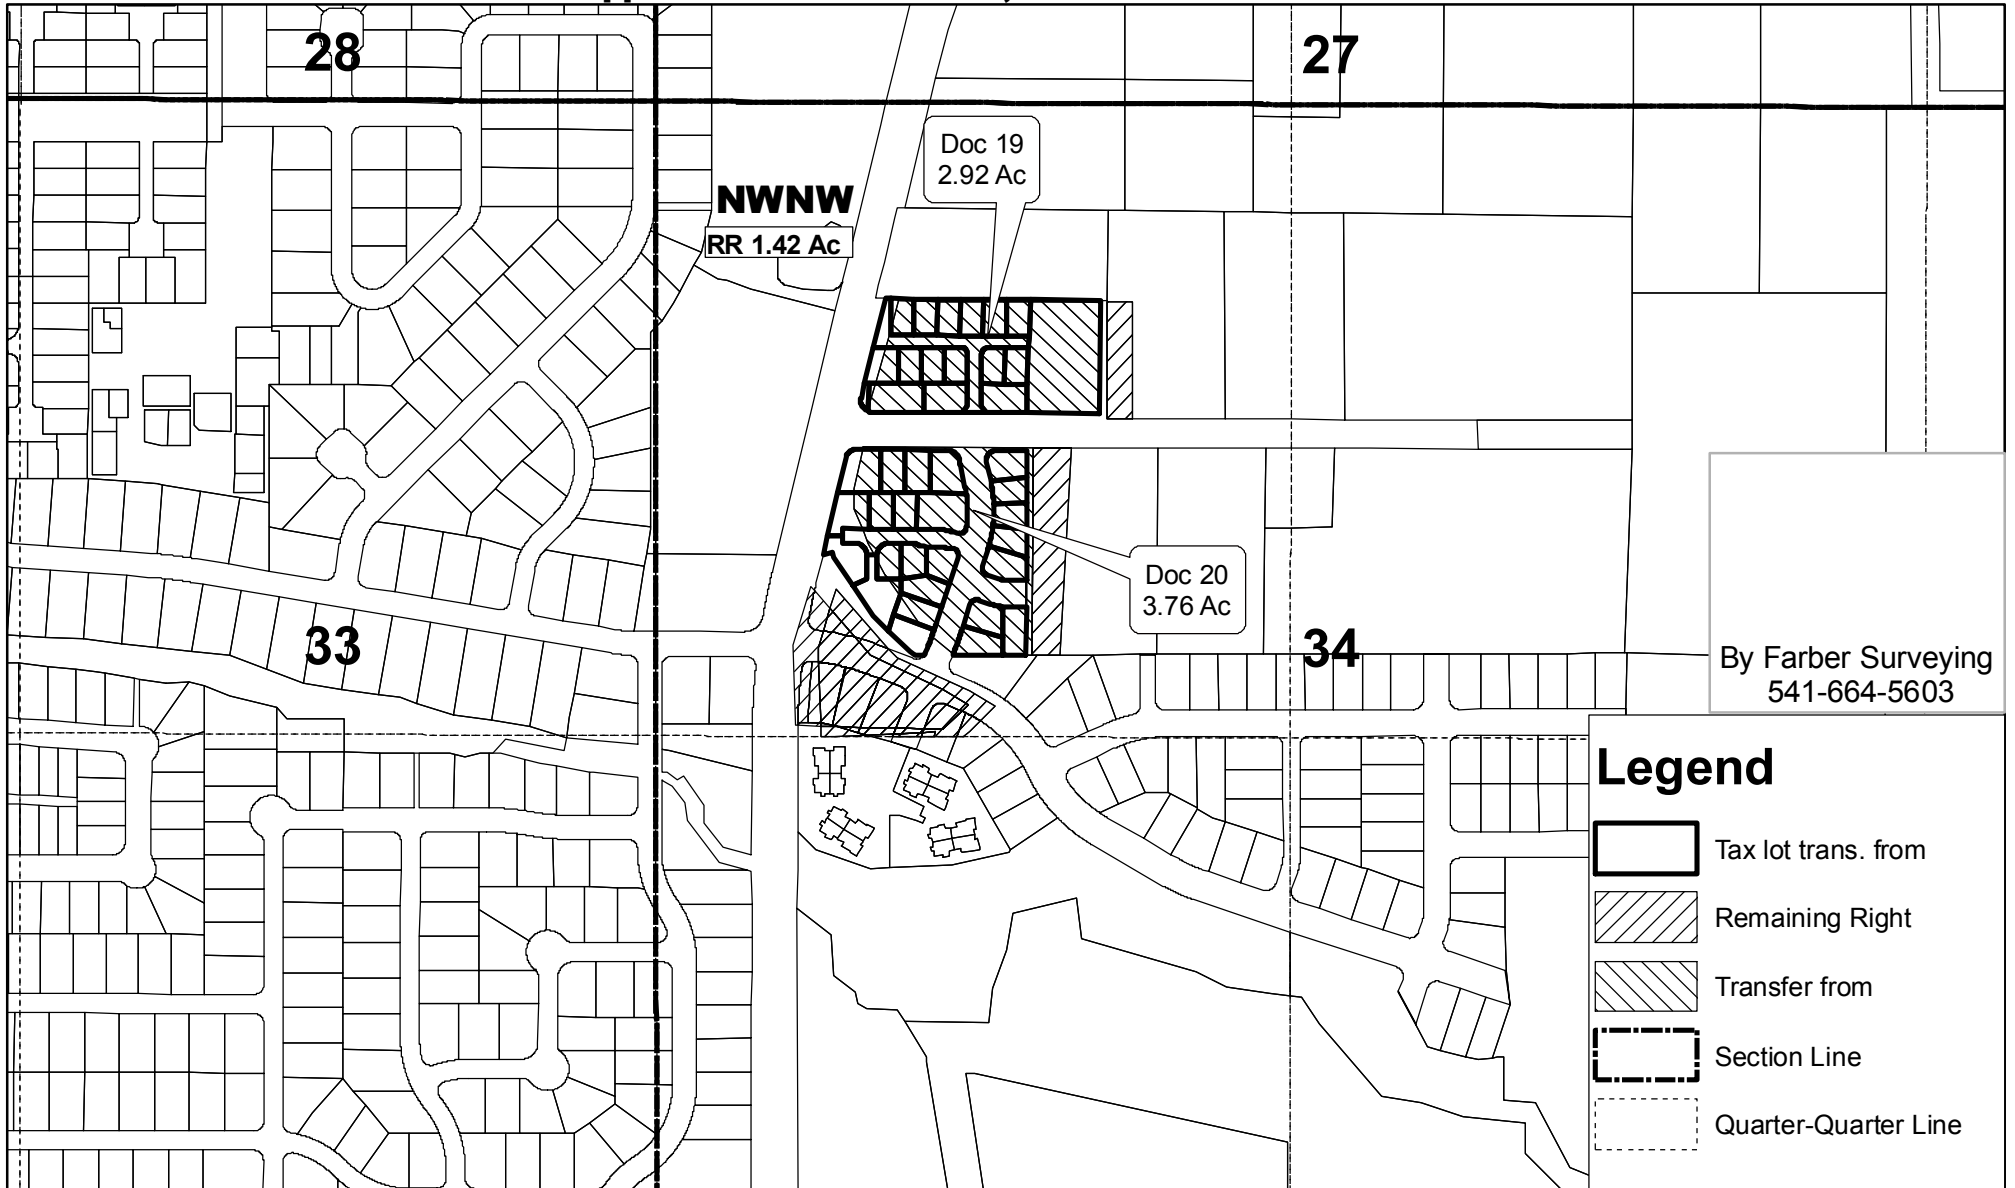 28
27
Doc 19
2.92 Ac
NWNW
RR 1.42 Ac
Doc 20
3.76 Ac
33
34
By Farber Surveying
541-664-5603
Legend
Tax lot trans. from
Remaining Right
Transfer from
Section Line
Quarter-Quarter Line